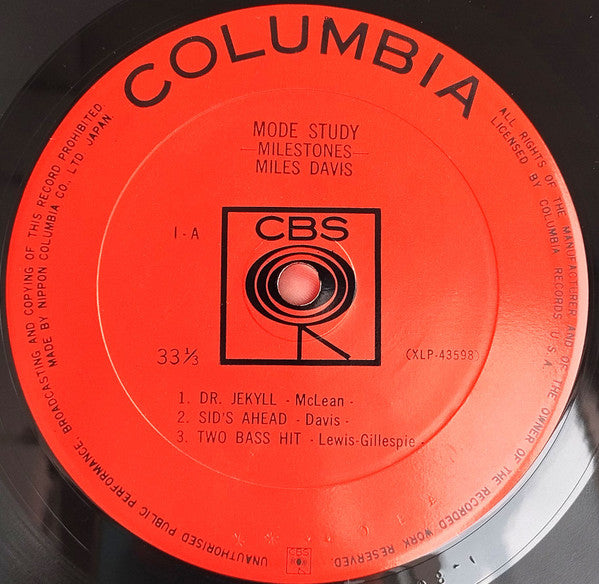 COLUMBIA
MODE STUDY
—MILESTONES—
MILES DAVIS
I-A
CBS
33⅓
(XLP-43598)
1. DR. JEKYLL - McLean -
2. SID'S AHEAD - Davis -
3. TWO BASS HIT - Lewis-Gillespie -
ALL RIGHTS OF THE MANUFACTURER AND OF THE OWNER OF THE RECORDED WORK RESERVED.
LICENSED BY COLUMBIA RECORDS U.S.A.
UNAUTHORISED PUBLIC PERFORMANCE, BROADCASTING AND COPYING OF THIS RECORD PROHIBITED.
MADE BY NIPPON COLUMBIA CO., LTD JAPAN.
CBS